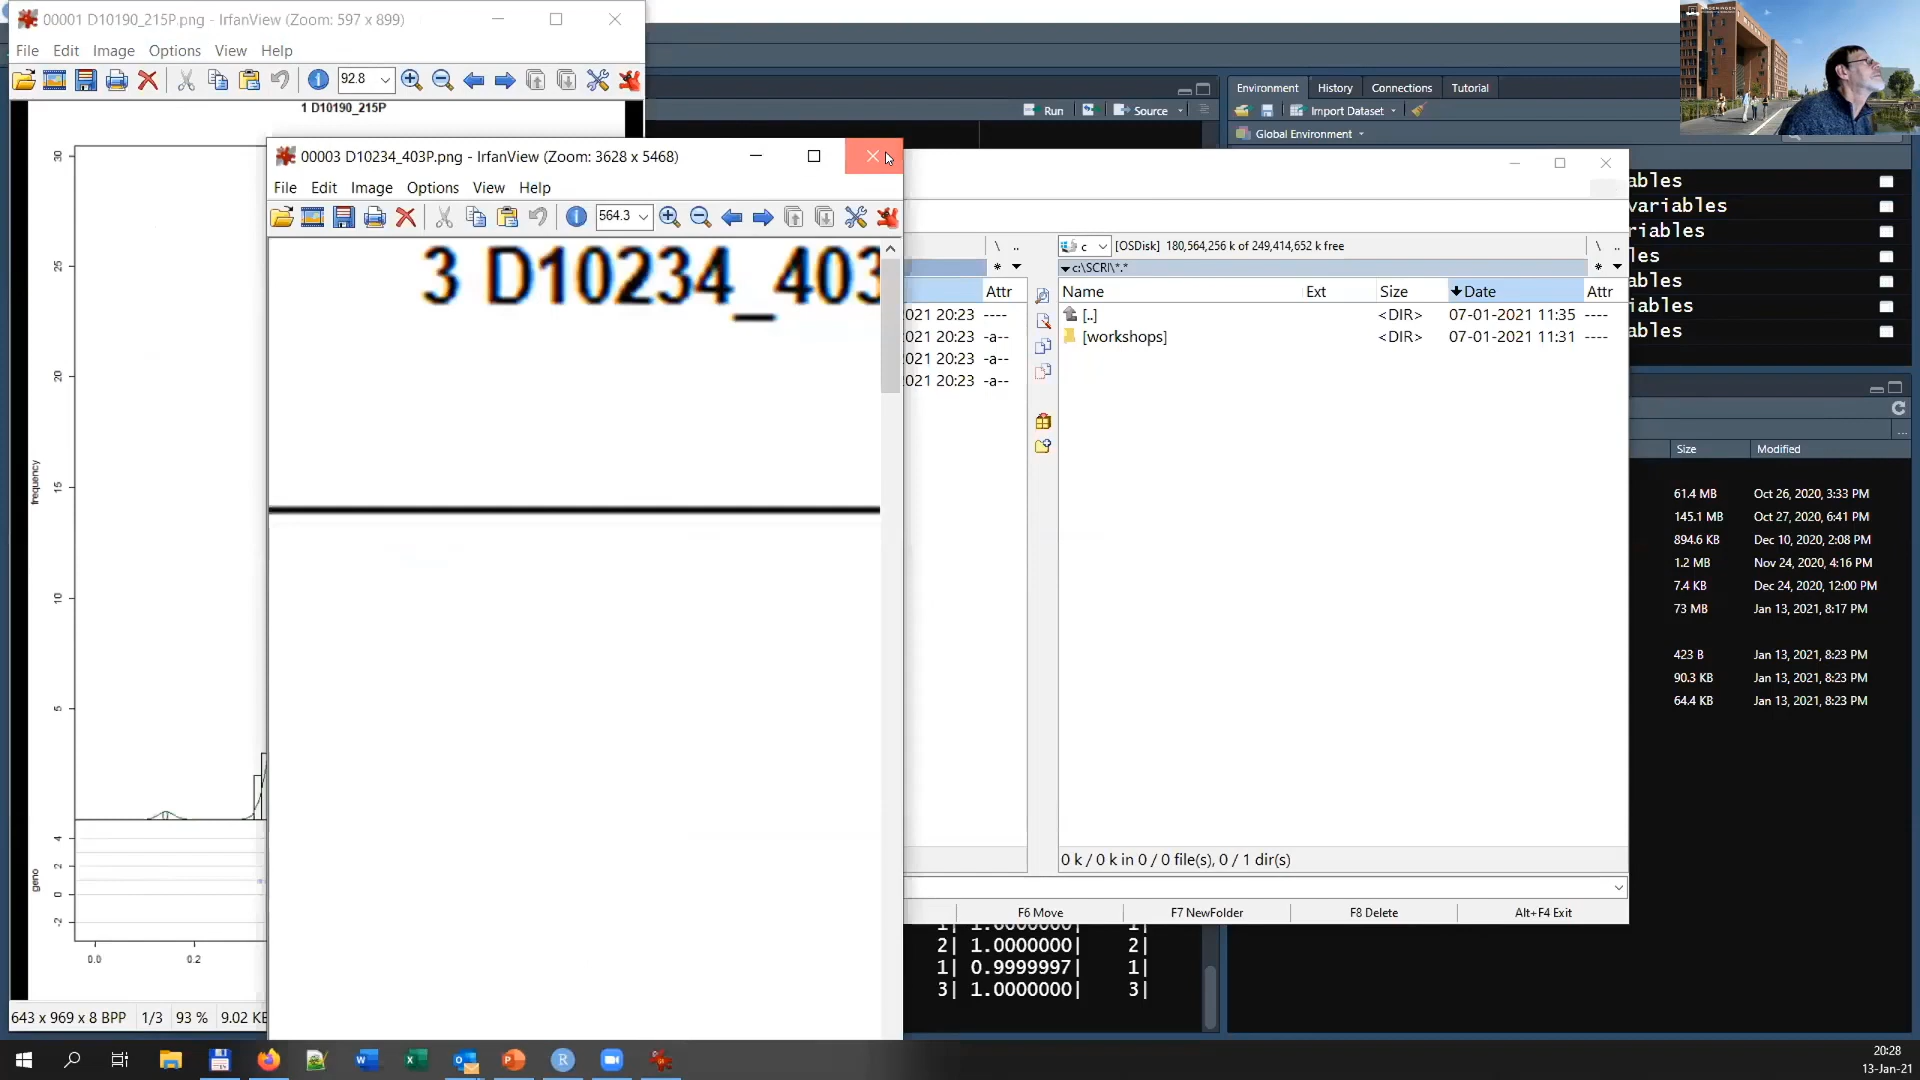 00001 D10190_215P.png - IrfanView (Zoom: 597 x 899)
File Edit Image Options View Help
92.8
1 D10190_215P
30
25
20
15
10
5
frequency
4
2
0
-2
geno
0.0 0.2
643 x 969 x 8 BPP 1/3 93 % 9.02 KB
00003 D10234_403P.png - IrfanView (Zoom: 3628 x 5468)
File Edit Image Options View Help
564.3
3 D10234_403
Run Source
Environment History Connections Tutorial
Import Dataset
Global Environment
ables
variables
riables
les
ables
iables
ables
\ ..
* 
Attr
021 20:23 ----
021 20:23 -a--
021 20:23 -a--
021 20:23 -a--
c [OSDisk] 180,564,256 k of 249,414,652 k free \ ..
c:\SCRI\*.* *
Name Ext Size Date Attr
[..] <DIR> 07-01-2021 11:35 ----
[workshops] <DIR> 07-01-2021 11:31 ----
0 k / 0 k in 0 / 0 file(s), 0 / 1 dir(s)
F6 Move F7 NewFolder F8 Delete Alt+F4 Exit
1| 1.0000000| 1|
2| 1.0000000| 2|
1| 0.9999997| 1|
3| 1.0000000| 3|
Size Modified
61.4 MB Oct 26, 2020, 3:33 PM
145.1 MB Oct 27, 2020, 6:41 PM
894.6 KB Dec 10, 2020, 2:08 PM
1.2 MB Nov 24, 2020, 4:16 PM
7.4 KB Dec 24, 2020, 12:00 PM
73 MB Jan 13, 2021, 8:17 PM
423 B Jan 13, 2021, 8:23 PM
90.3 KB Jan 13, 2021, 8:23 PM
64.4 KB Jan 13, 2021, 8:23 PM
20:28
13-Jan-21